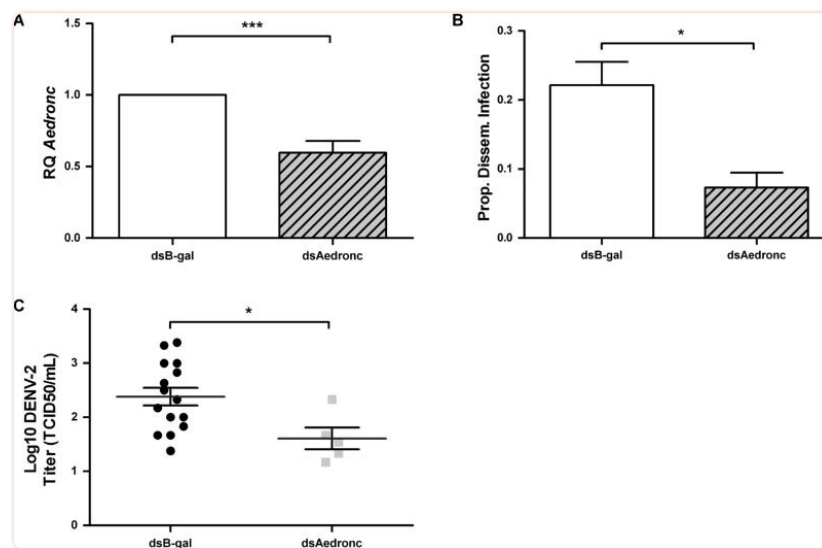 A
RQ Aedronc
1.5
1.0
0.5
0.0
***
dsB-gal
dsAedronc
B
Prop. Dissem. Infection
0.3
0.2
0.1
0.0
*
dsB-gal
dsAedronc
C
Log10 DENV-2
Titer (TCID50/mL)
4
3
2
1
0
*
dsB-gal
dsAedronc